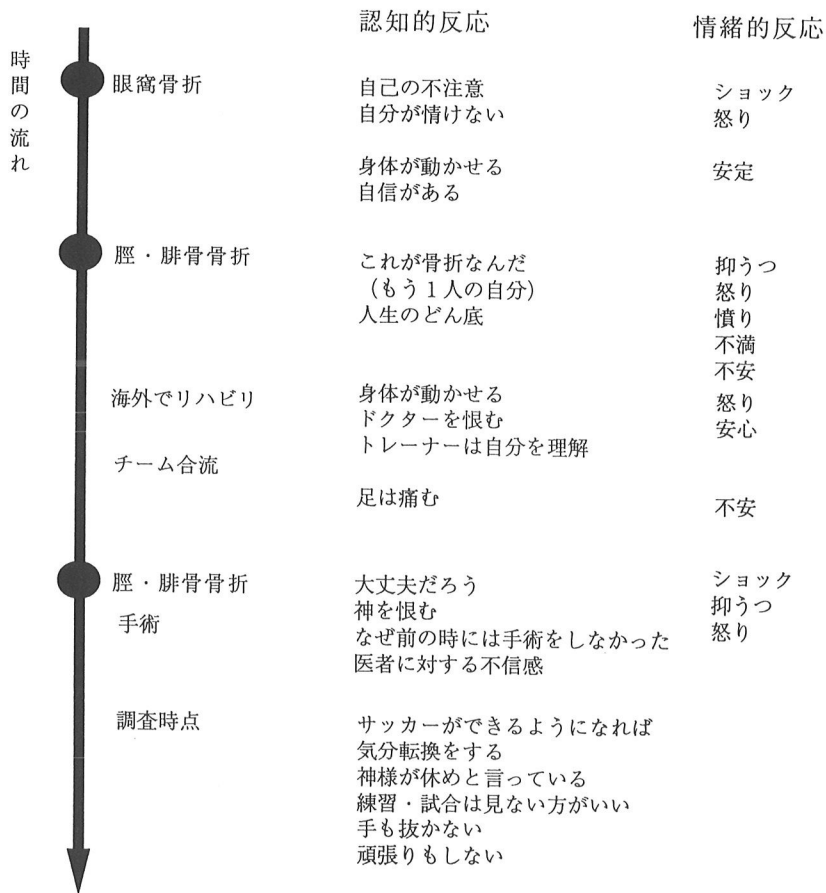 認知的反応
情緒的反応
時間の流れ
眼窩骨折
自己の不注意
ショック
自分が情けない
怒り
身体が動かせる
安定
自信がある
脛・腓骨骨折
これが骨折なんだ
抑うつ
（もう１人の自分）
怒り
人生のどん底
憤り
不満
不安
海外でリハビリ
身体が動かせる
怒り
ドクターを恨む
安心
トレーナーは自分を理解
チーム合流
足は痛む
不安
脛・腓骨骨折
大丈夫だろう
ショック
神を恨む
抑うつ
手術
なぜ前の時には手術をしなかった
怒り
医者に対する不信感
調査時点
サッカーができるようになれば
気分転換をする
神様が休めと言っている
練習・試合は見ない方がいい
手も抜かない
頑張りもしない